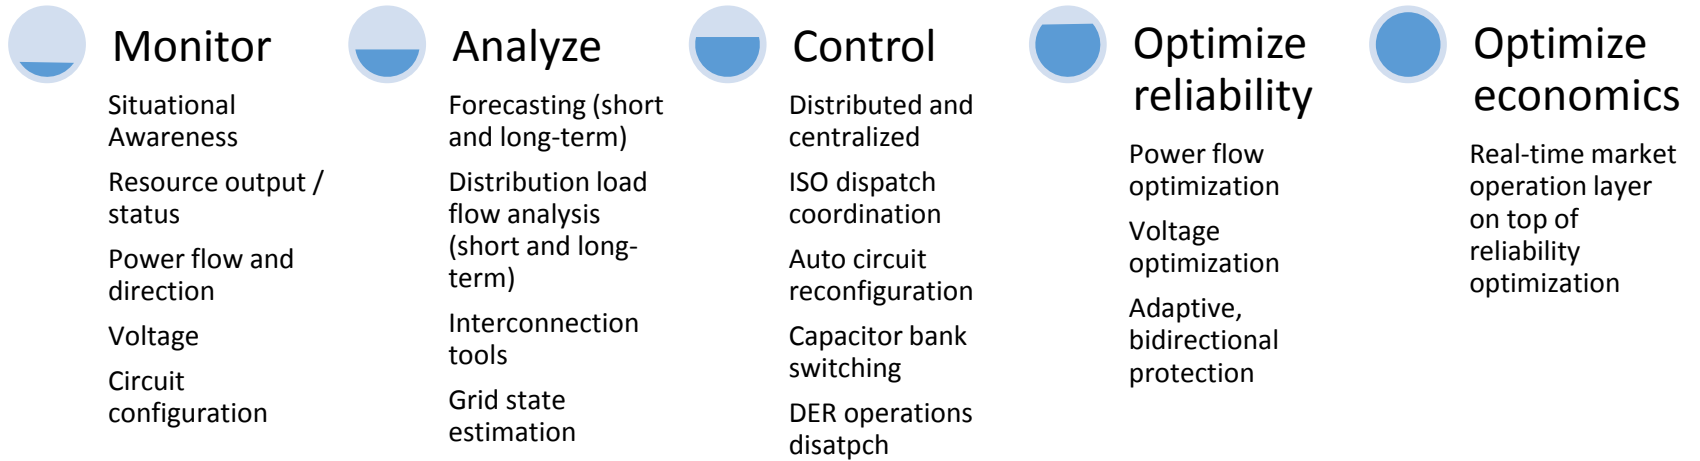 Monitor
Situational
Awareness
Resource output /
status
Power flow and
direction
Voltage
Circuit
configuration
Analyze
Forecasting (short
and long-term)
Distribution load
flow analysis
(short and long-
term)
Interconnection
tools
Grid state
estimation
Control
Distributed and
centralized
ISO dispatch
coordination
Auto circuit
reconfiguration
Capacitor bank
switching
DER operations
disatpch
Optimize
reliability
Power flow
optimization
Voltage
optimization
Adaptive,
bidirectional
protection
Optimize
economics
Real-time market
operation layer
on top of
reliability
optimization